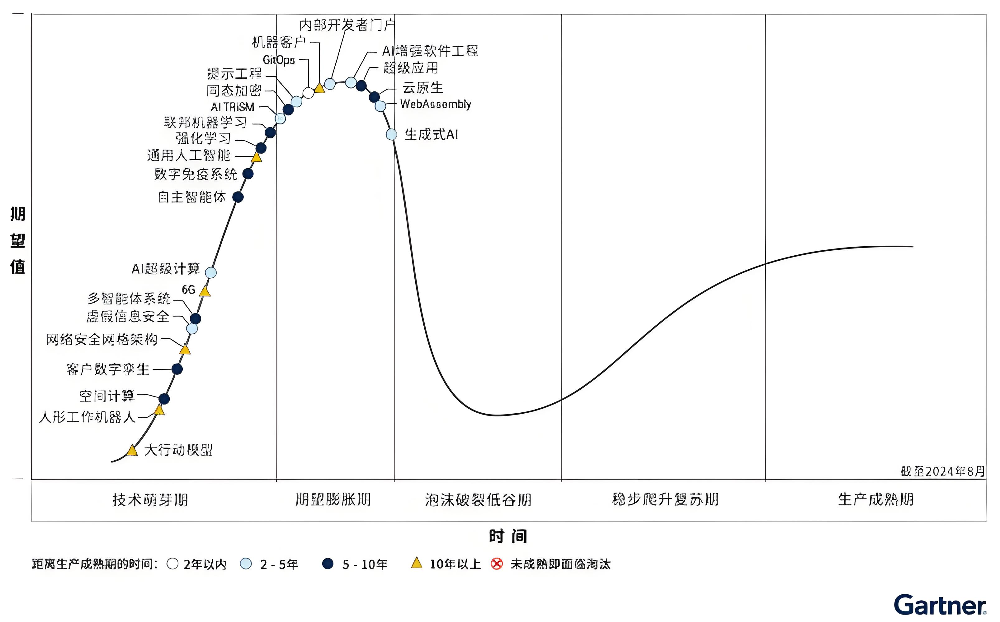 内部开发者门户
机器客户
AI增强软件工程
GitOps
超级应用
提示工程
同态加密
云原生
AI TRiSM
WebAssembly
联邦机器学习
强化学习
生成式AI
通用人工智能
数字免疫系统
自主智能体
期望值
AI超级计算
6G
多智能体系统
虚假信息安全
网络安全网格架构
客户数字孪生
空间计算
人形工作机器人
大行动模型
截至2024年8月
技术萌芽期
期望膨胀期
泡沫破裂低谷期
稳步爬升复苏期
生产成熟期
时间
距离生产成熟期的时间: 2年以内 2 - 5年 5 - 10年 10年以上 未成熟即面临淘汰
Gartner